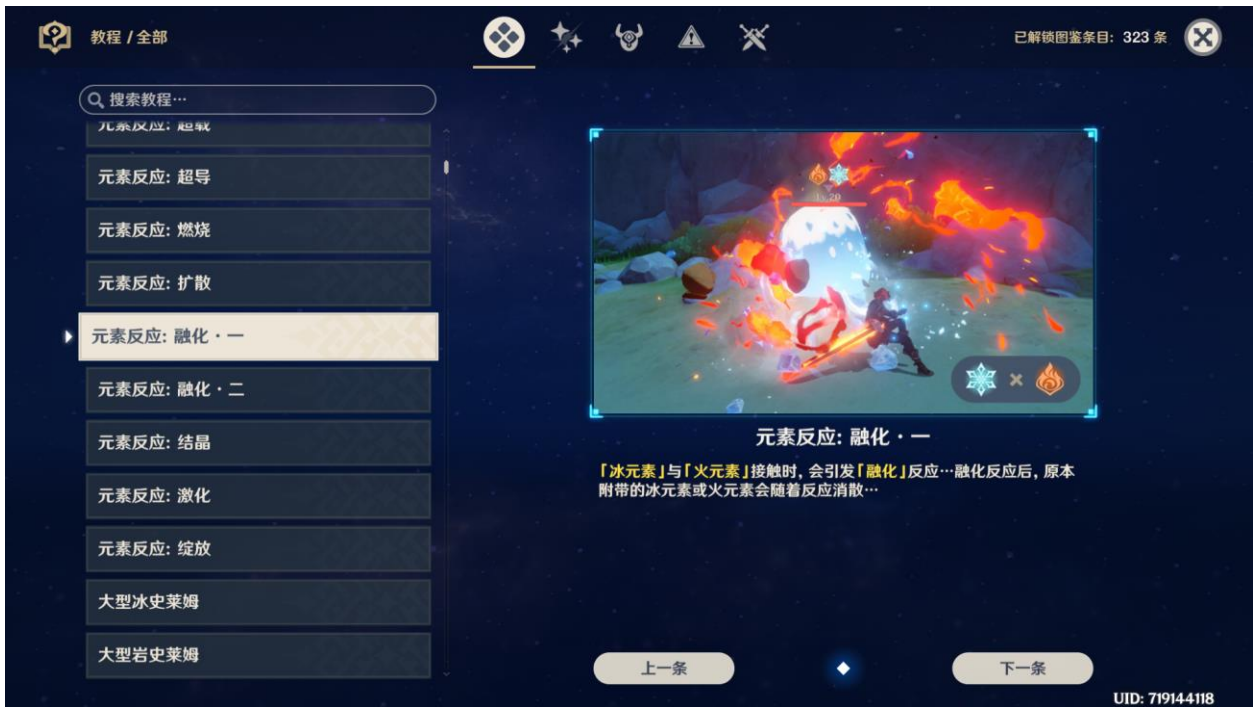 教程 / 全部
已解锁图鉴条目: 323 条
搜索教程…
元素反应: 超载
元素反应: 超导
元素反应: 燃烧
元素反应: 扩散
元素反应: 融化·一
元素反应: 融化·二
元素反应: 结晶
元素反应: 激化
元素反应: 绽放
大型冰史莱姆
大型岩史莱姆
元素反应: 融化·一
「冰元素」与「火元素」接触时, 会引发「融化」反应…融化反应后, 原本
附带的冰元素或火元素会随着反应消散…
上一条
下一条
UID: 719144118